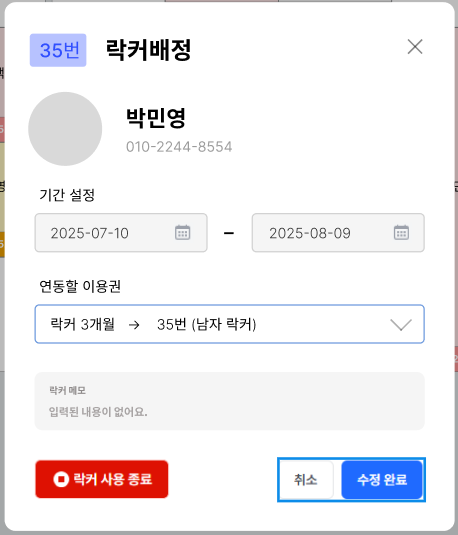 35번 락커배정
박민영
010-2244-8554
기간 설정
2025-07-10 – 2025-08-09
연동할 이용권
락커 3개월 → 35번 (남자 락커)
락커 메모
입력된 내용이 없어요.
락커 사용 종료 취소 수정 완료